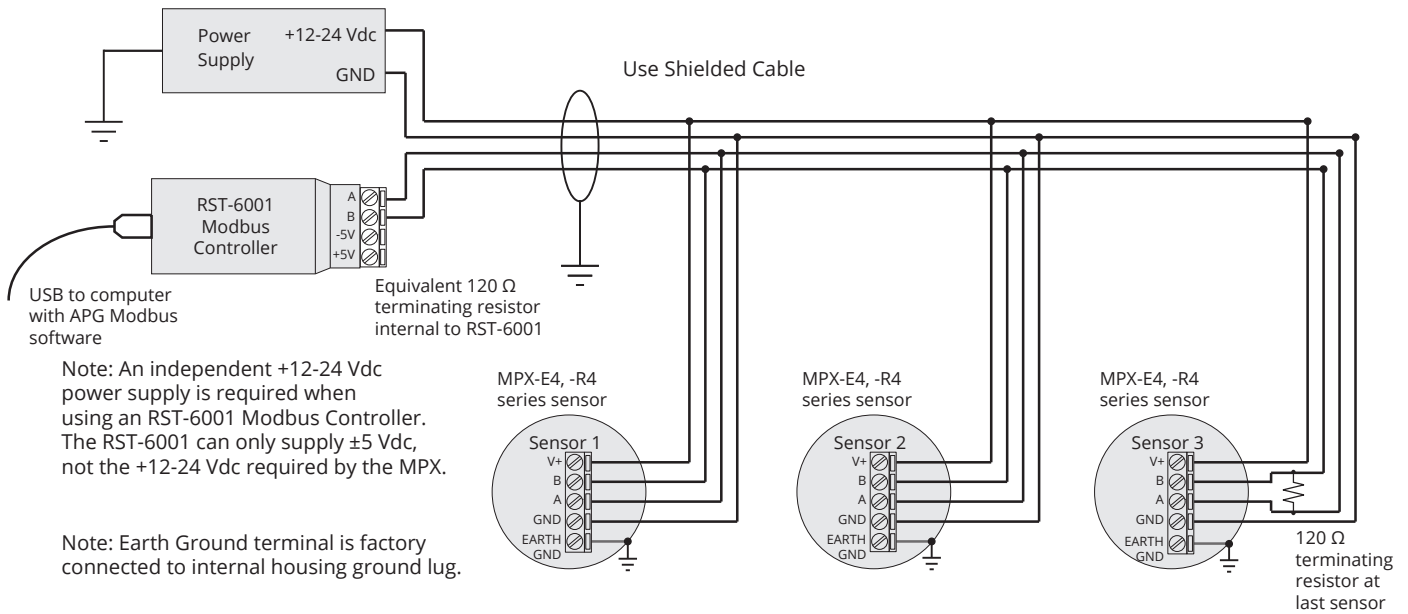 Power
Supply
+12-24 Vdc
GND
Use Shielded Cable
RST-6001
Modbus
Controller
A
B
-5V
+5V
USB to computer
with APG Modbus
software
Equivalent 120 Ω
terminating resistor
internal to RST-6001
Note: An independent +12-24 Vdc
power supply is required when
using an RST-6001 Modbus Controller.
The RST-6001 can only supply ±5 Vdc,
not the +12-24 Vdc required by the MPX.
Note: Earth Ground terminal is factory
connected to internal housing ground lug.
MPX-E4, -R4
series sensor
Sensor 1
V+
B
A
GND
EARTH
GND
MPX-E4, -R4
series sensor
Sensor 2
V+
B
A
GND
EARTH
GND
MPX-E4, -R4
series sensor
Sensor 3
V+
B
A
GND
EARTH
GND
120 Ω
terminating
resistor at
last sensor